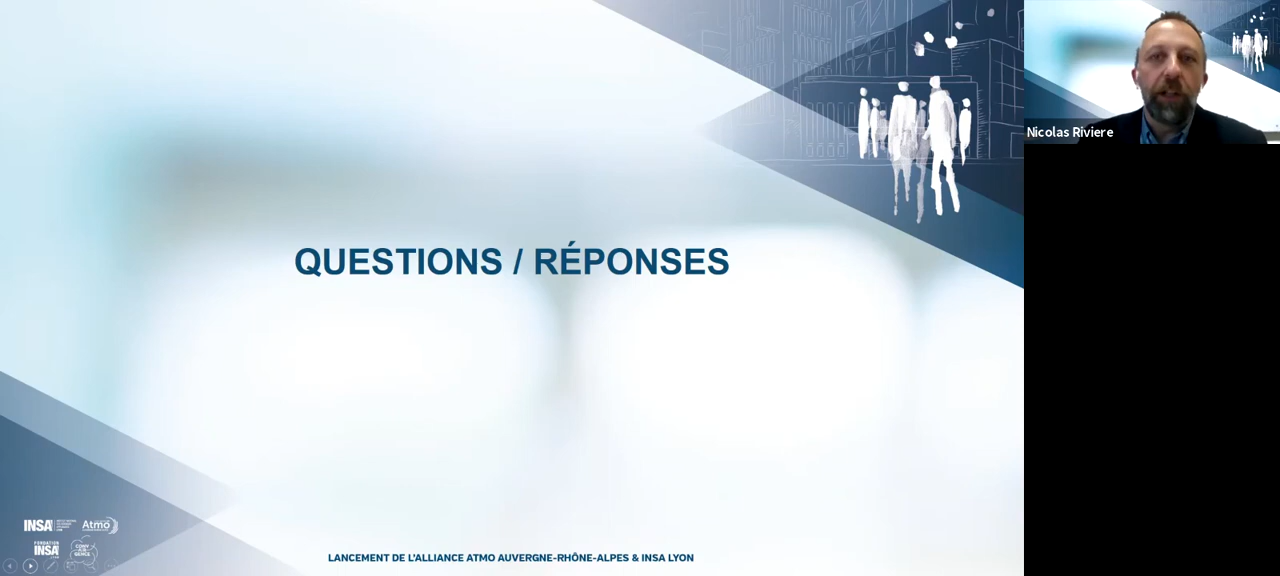 QUESTIONS / RÉPONSES
Nicolas Riviere
INSA
Atmo
FONDATION
INSA
LANCEMENT DE L'ALLIANCE ATMO AUVERGNE-RHÔNE-ALPES & INSA LYON